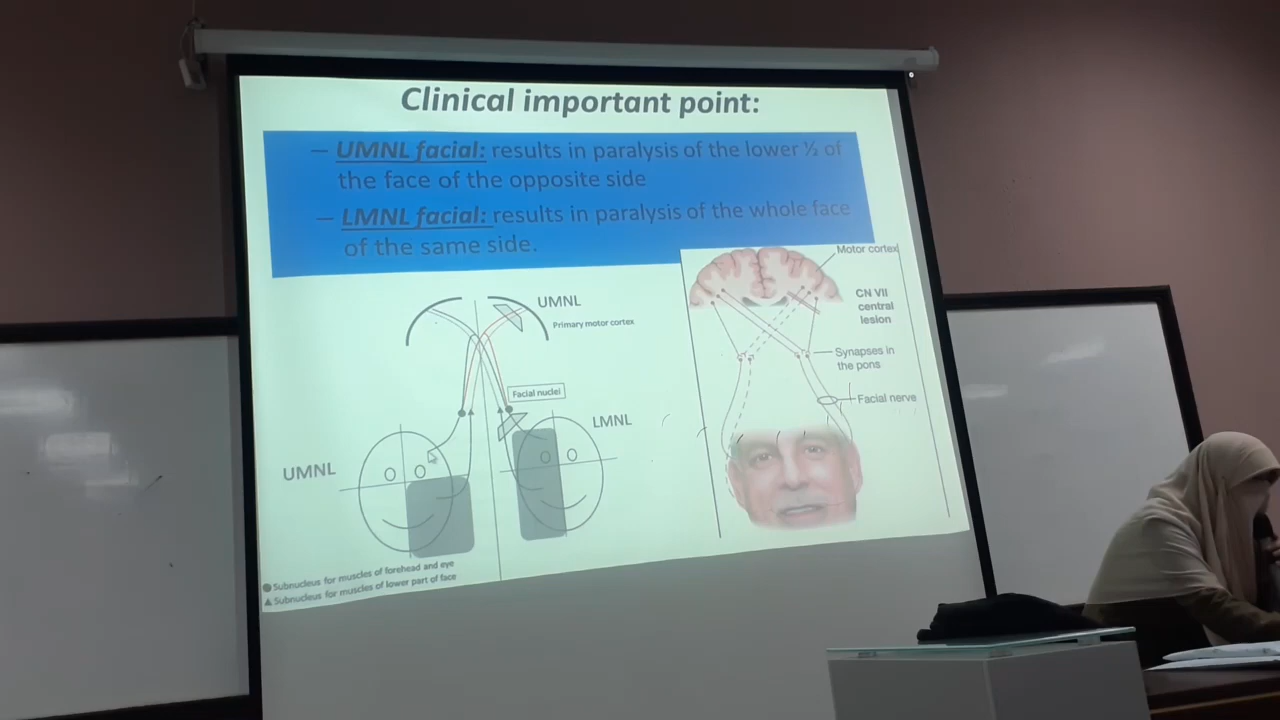 Clinical important point:
– UMNL facial: results in paralysis of the lower ½ of
the face of the opposite side
– LMNL facial: results in paralysis of the whole face
of the same side.
UMNL
Primary motor cortex
Facial nuclei
LMNL
UMNL
Subnucleus for muscles of forehead and eye
Subnucleus for muscles of lower part of face
Motor cortex
CN VII
central
lesion
Synapses in
the pons
Facial nerve